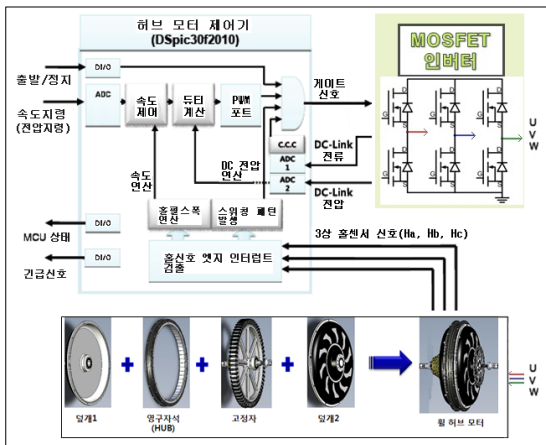 허브 모터 제어기
(DSpic30f2010)
MOSFET
인버터
출발/정지
DI/O
게이트
신호
속도지령
(전압지령)
ADC
속도
제어
듀티
계산
PWM
포트
C.C.C
ADC
1
ADC
2
DC-Link
전류
DC-Link
전압
속도
연산
DC 전압
연산
U
V
W
D
G
S
D
G
S
D
G
S
D
G
S
D
G
S
D
G
S
홀펄스폭
연산
스위칭 패턴
발생
MCU 상태
DI/O
긴급신호
DI/O
홀신호 엣지 인터럽트
검출
3상 홀센서 신호(Ha, Hb, Hc)
U
V
W
덮개1
영구자석
(HUB)
고정자
덮개2
휠 허브 모터